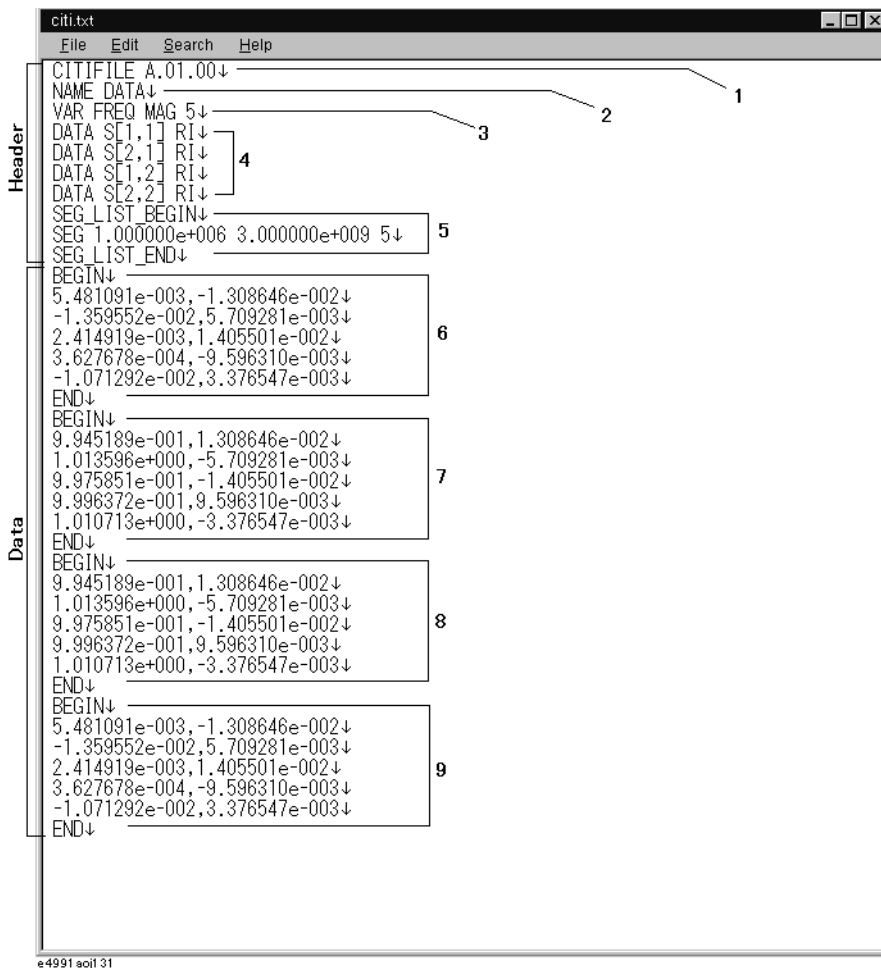 citi.txt
File Edit Search Help
CITIFILE A.01.00↓
1
NAME DATA↓
2
VAR FREQ MAG 5↓
3
DATA S[1,1] RI↓
DATA S[2,1] RI↓
4
DATA S[1,2] RI↓
DATA S[2,2] RI↓
Header
SEG_LIST_BEGIN↓
SEG 1.000000e+006 3.000000e+009 5↓
5
SEG_LIST_END↓
BEGIN↓
5.481091e-003,-1.308646e-002↓
-1.359552e-002,5.709281e-003↓
2.414919e-003,1.405501e-002↓
6
3.627678e-004,-9.596310e-003↓
-1.071292e-002,3.376547e-003↓
END↓
BEGIN↓
9.945189e-001,1.308646e-002↓
1.013596e+000,-5.709281e-003↓
9.975851e-001,-1.405501e-002↓
7
9.996372e-001,9.596310e-003↓
1.010713e+000,-3.376547e-003↓
END↓
Data
BEGIN↓
9.945189e-001,1.308646e-002↓
1.013596e+000,-5.709281e-003↓
9.975851e-001,-1.405501e-002↓
8
9.996372e-001,9.596310e-003↓
1.010713e+000,-3.376547e-003↓
END↓
BEGIN↓
5.481091e-003,-1.308646e-002↓
-1.359552e-002,5.709281e-003↓
2.414919e-003,1.405501e-002↓
9
3.627678e-004,-9.596310e-003↓
-1.071292e-002,3.376547e-003↓
END↓
e4991aoi131